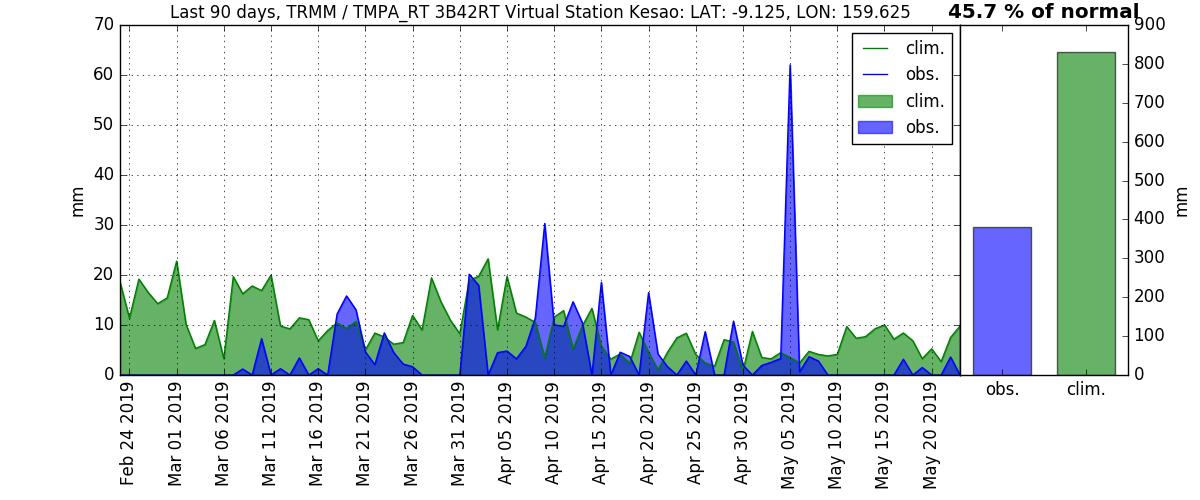 Last 90 days, TRMM / TMPA_RT 3B42RT Virtual Station Kesao: LAT: -9.125, LON: 159.625
45.7 % of normal
70
60
50
40
30
20
10
0
mm
clim.
obs.
clim.
obs.
900
800
700
600
500
400
300
200
100
0
mm
Feb 24 2019
Mar 01 2019
Mar 06 2019
Mar 11 2019
Mar 16 2019
Mar 21 2019
Mar 26 2019
Mar 31 2019
Apr 05 2019
Apr 10 2019
Apr 15 2019
Apr 20 2019
Apr 25 2019
Apr 30 2019
May 05 2019
May 10 2019
May 15 2019
May 20 2019
obs.
clim.